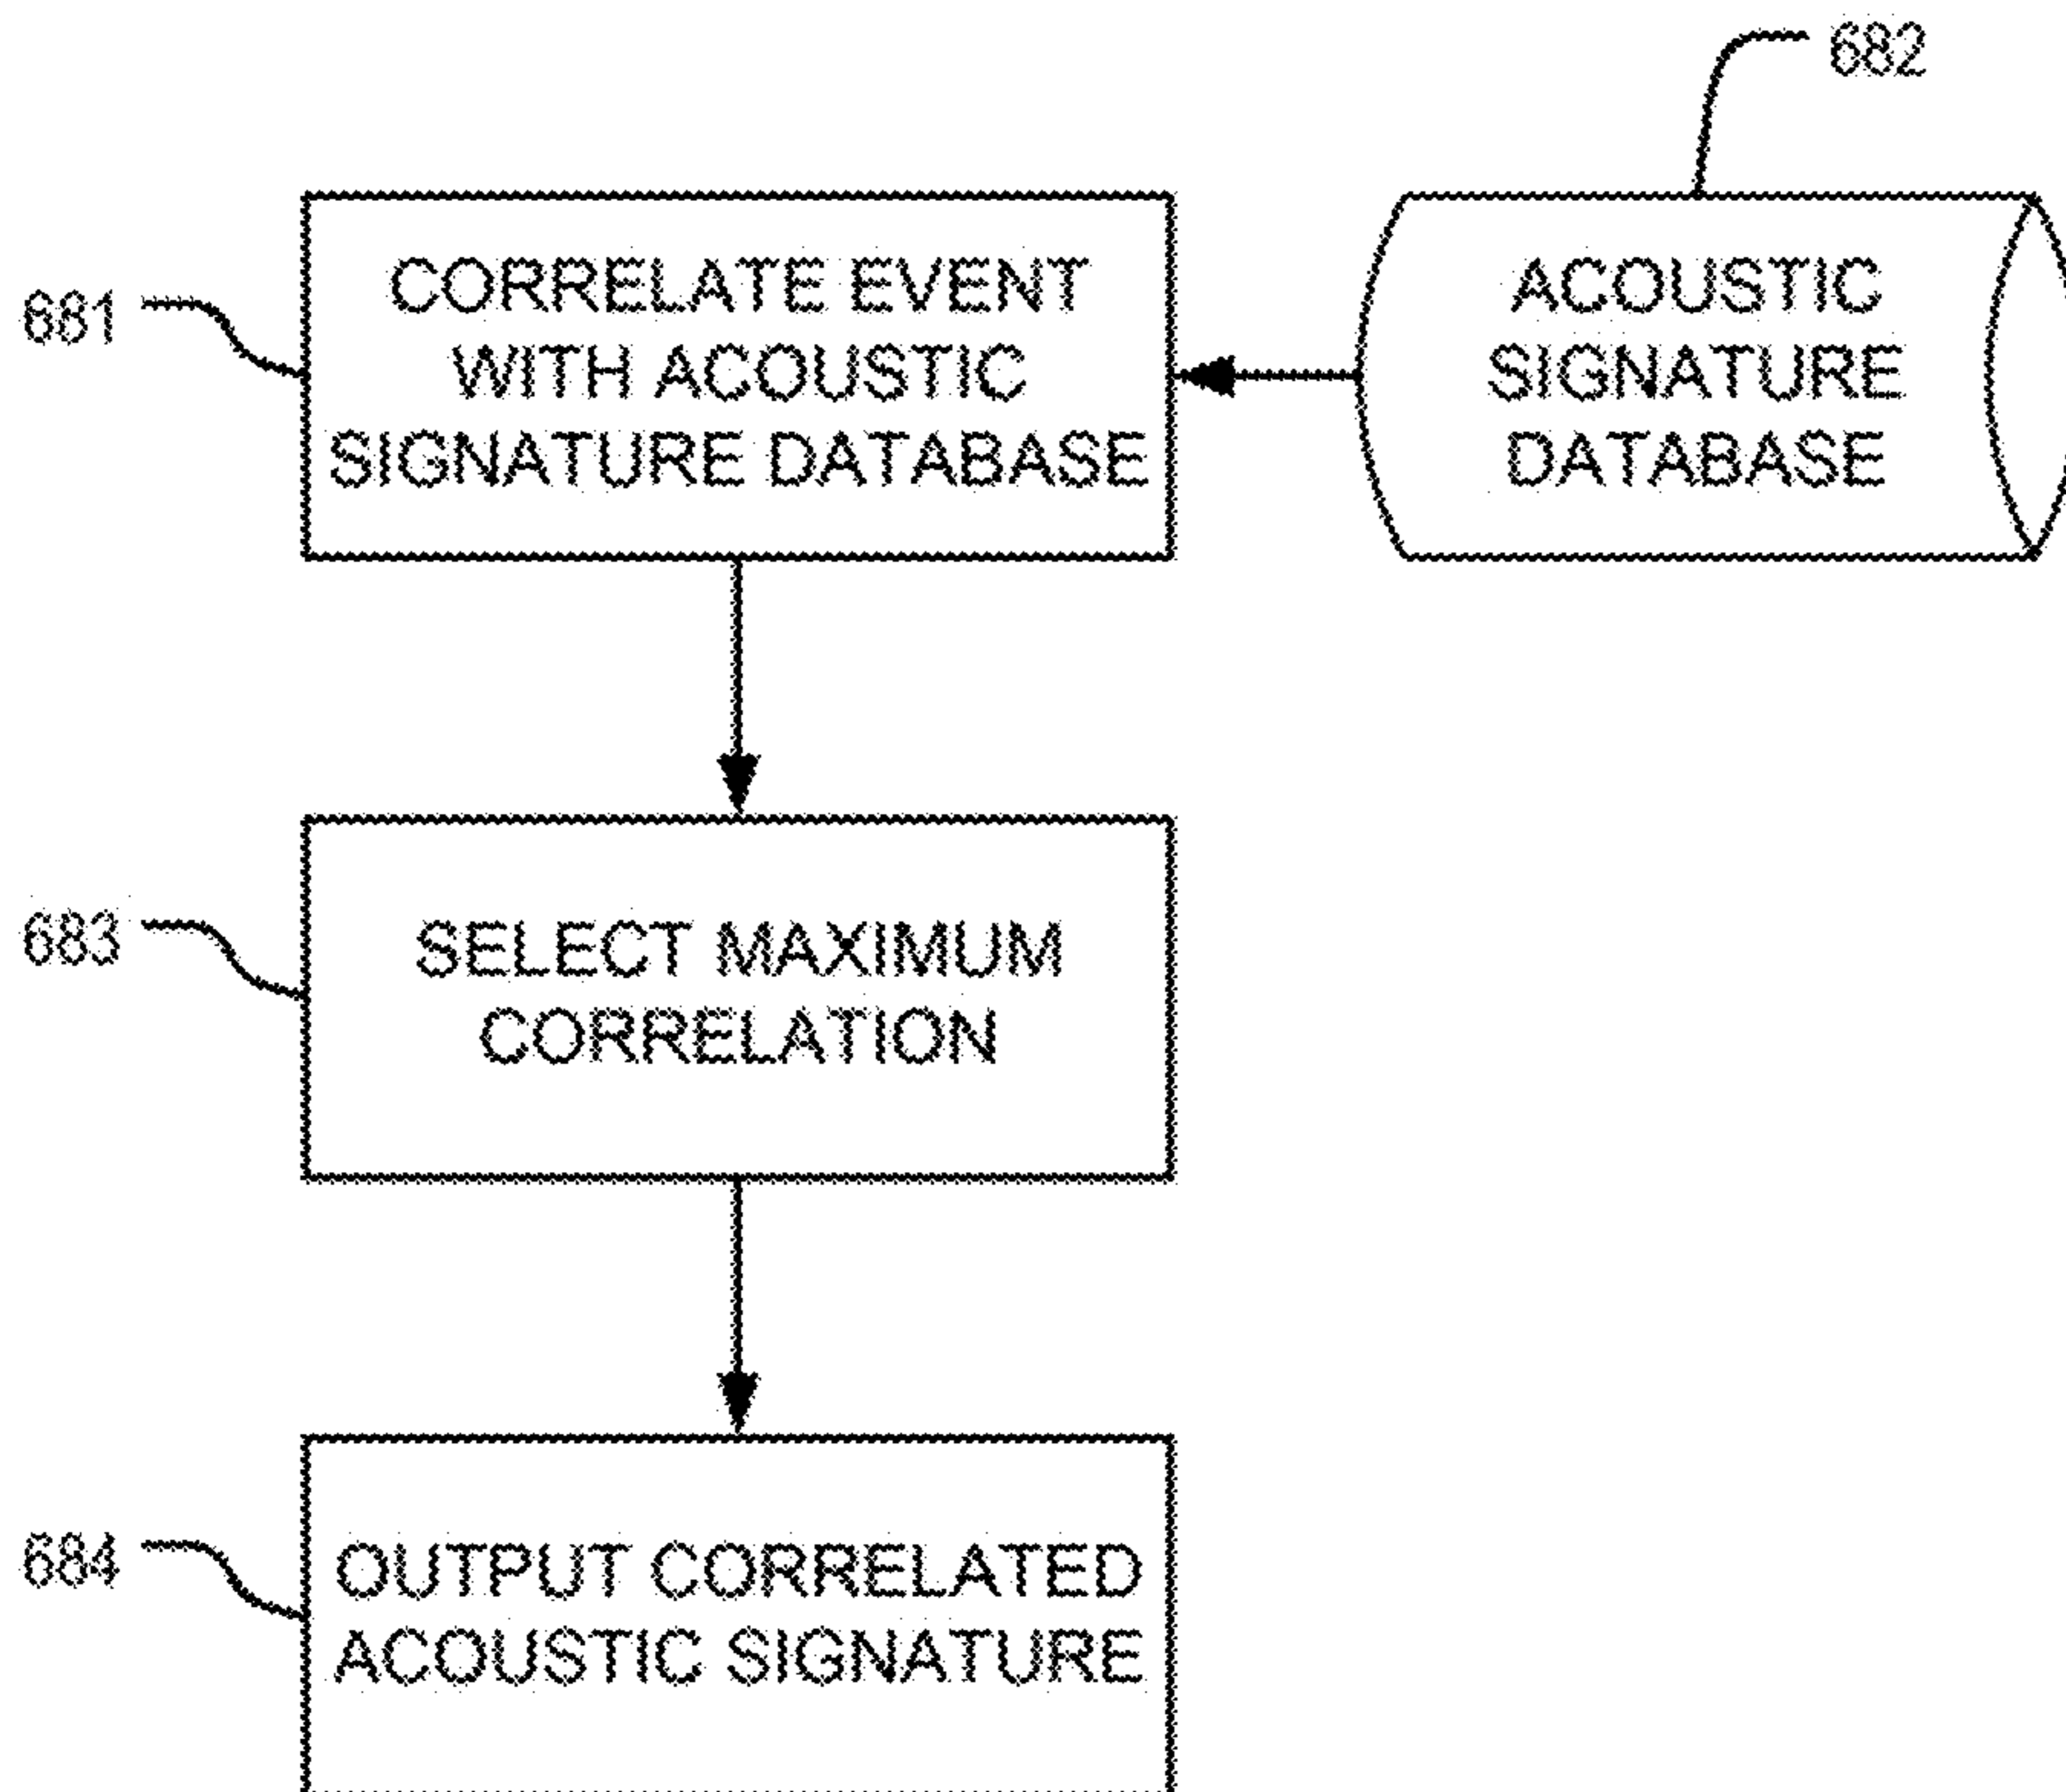 682
681
CORRELATE EVENT
WITH ACOUSTIC
SIGNATURE DATABASE
ACOUSTIC
SIGNATURE
DATABASE
683
SELECT MAXIMUM
CORRELATION
684
OUTPUT CORRELATED
ACOUSTIC SIGNATURE